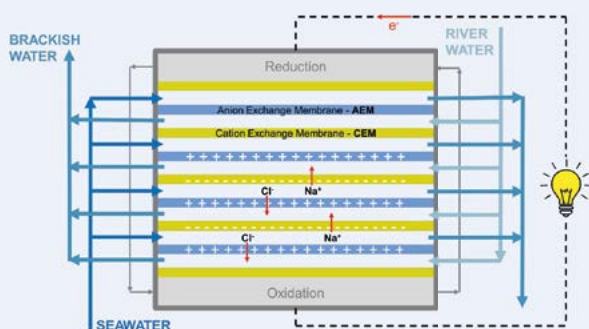 e-
BRACKISH
WATER
RIVER
WATER
Reduction
Anion Exchange Membrane - AEM
Cation Exchange Membrane - CEM
+ + + + + + + + + + + + + +
- - - - - - - - - - - - - -
Cl- Na+
+ + + + + + + + + + + + + +
- - - - - - - - - - - - - -
Cl- Na+
+ + + + + + + + + + + + + +
Oxidation
SEAWATER